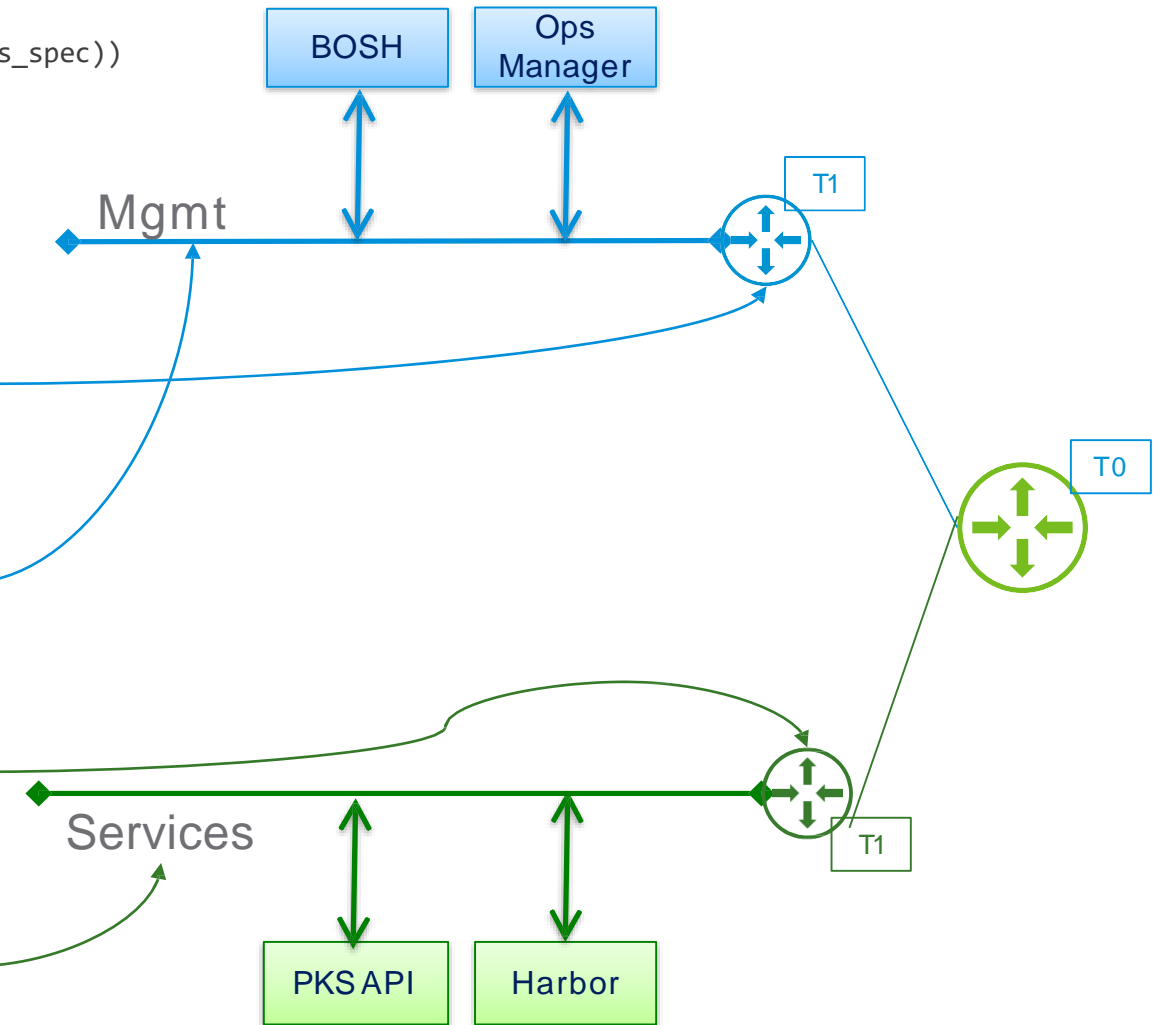 s_spec))
BOSH
Ops
Manager
T1
Mgmt
T0
Services
T1
PKS API
Harbor